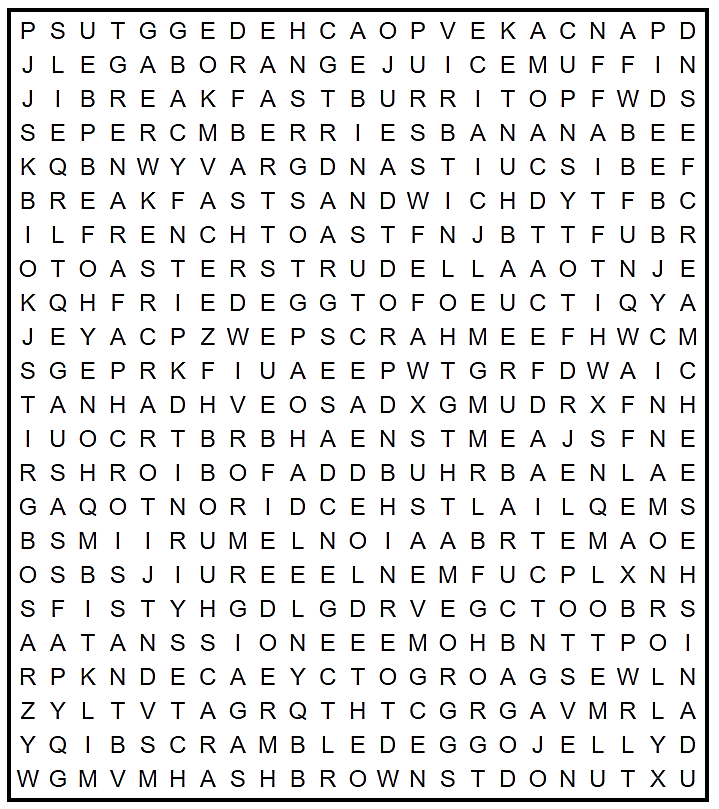 P S U T G G E D E H C A O P V E K A C N A P D
J L E G A B O R A N G E J U I C E M U F F I N
J I B R E A K F A S T B U R R I T O P F W D S
S E P E R C M B E R R I E S B A N A N A B E E
K Q B N W Y V A R G D N A S T I U C S I B E F
B R E A K F A S T S A N D W I C H D Y T F B C
I L F R E N C H T O A S T F N J B T T F U B R
O T O A S T E R S T R U D E L L A A O T N J E
K Q H F R I E D E G G T O F O E U C T I Q Y A
J E Y A C P Z W E P S C R A H M E E F H W C M
S G E P R K F I U A E E P W T G R F D W A I C
T A N H A D H V E O S A D X G M U D R X F N H
I U O C R T B R B H A E N S T M E A J S F N E
R S H R O I B O F A D D B U H R B A E N L A E
G A Q O T N O R I D C E H S T L A I L Q E M S
B S M I I R U M E L N O I A A B R T E M A O E
O S B S J I U R E E E L N E M F U C P L X N H
S F I S T Y H G D L G D R V E G C T O O B R S
A A T A N S S I O N E E E M O H B N T T P O I
R P K N D E C A E Y C T O G R O A G S E W L N
Z Y L T V T A G R Q T H T C G R G A V M R L A
Y Q I B S C R A M B L E D E G G O J E L L Y D
W G M V M H A S H B R O W N S T D O N U T X U